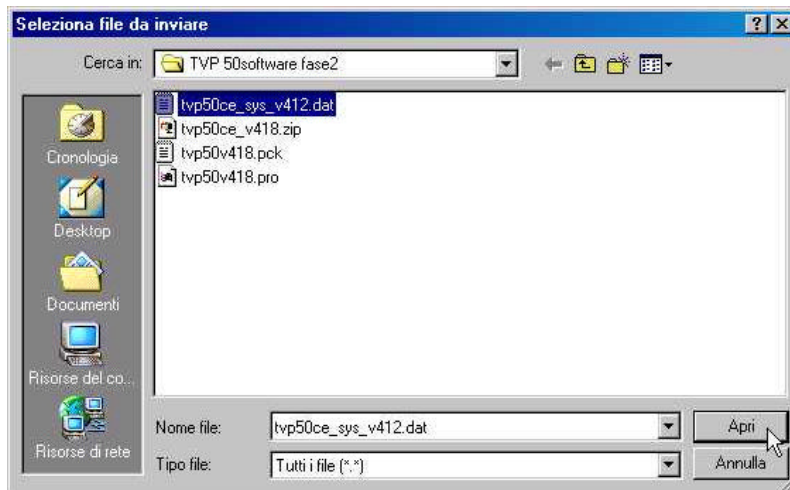 Seleziona file da inviare
Cerca in: TVP 50software fase2
tvp50ce_sys_v412.dat
tvp50ce_v418.zip
tvp50v418.pck
tvp50v418.pro
Cronologia
Desktop
Documenti
Risorse del co...
Risorse di rete
Nome file: tvp50ce_sys_v412.dat Apri
Tipo file: Tutti i file (*.*) Annulla